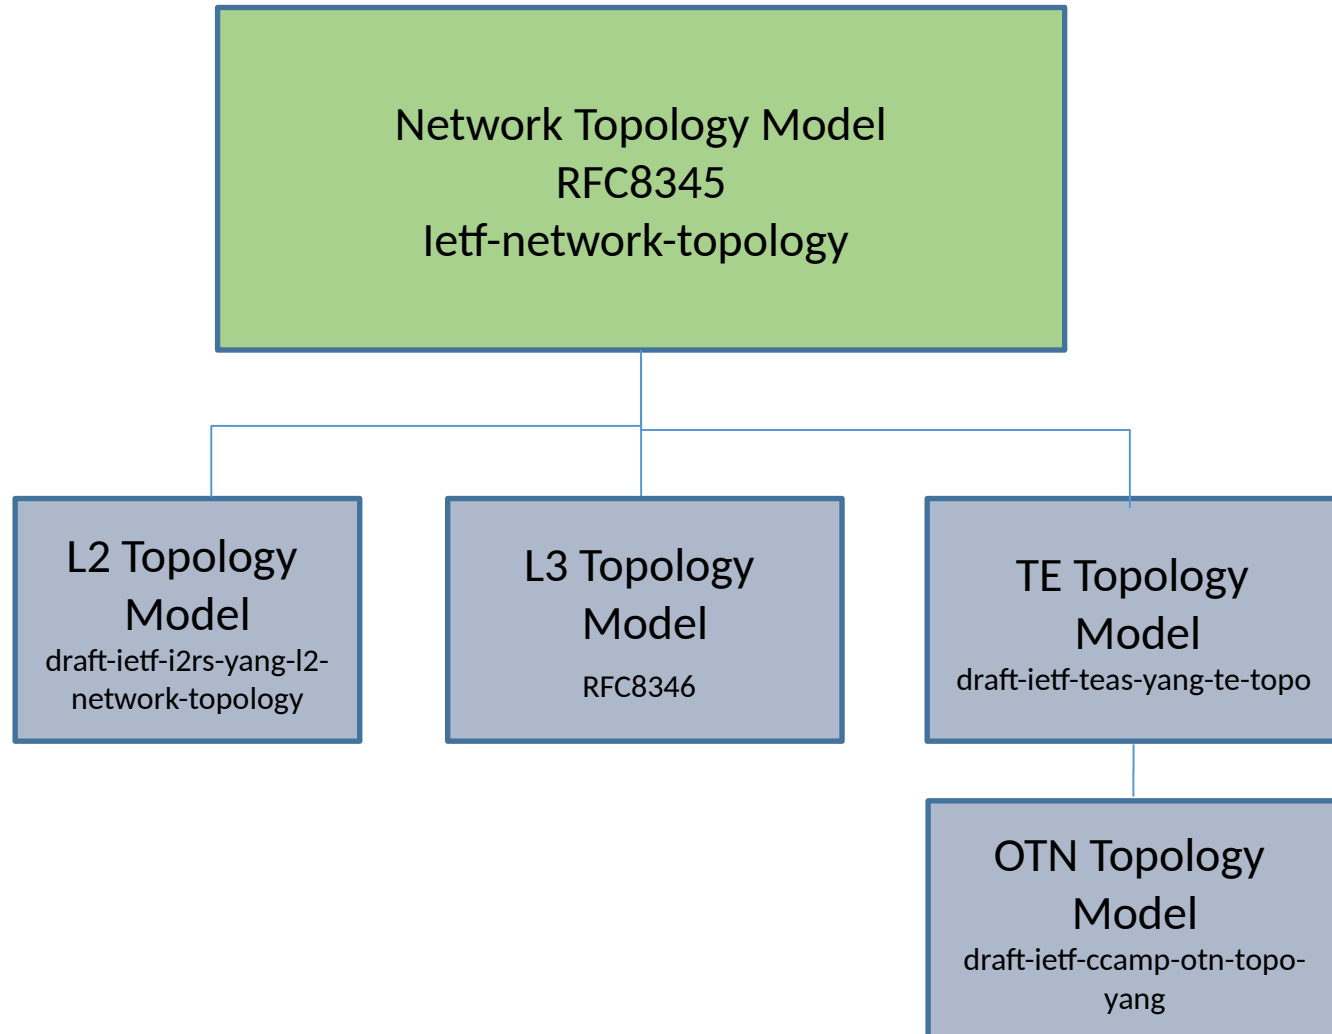 Network Topology Model
RFC8345
Ietf-network-topology
L2 Topology
Model
draft-ietf-i2rs-yang-l2-
network-topology
L3 Topology
Model
RFC8346
TE Topology
Model
draft-ietf-teas-yang-te-topo
OTN Topology
Model
draft-ietf-ccamp-otn-topo-
yang